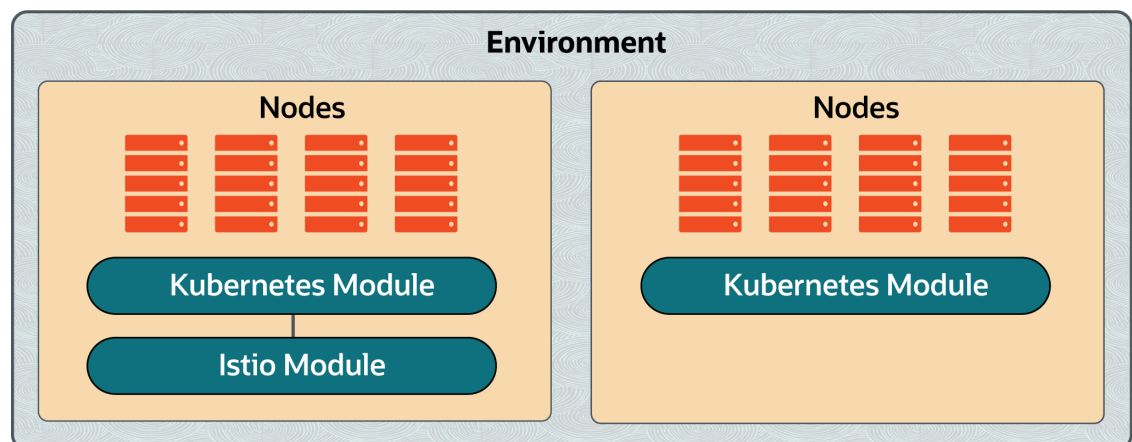 Environment
Nodes
Kubernetes Module
Istio Module
Nodes
Kubernetes Module